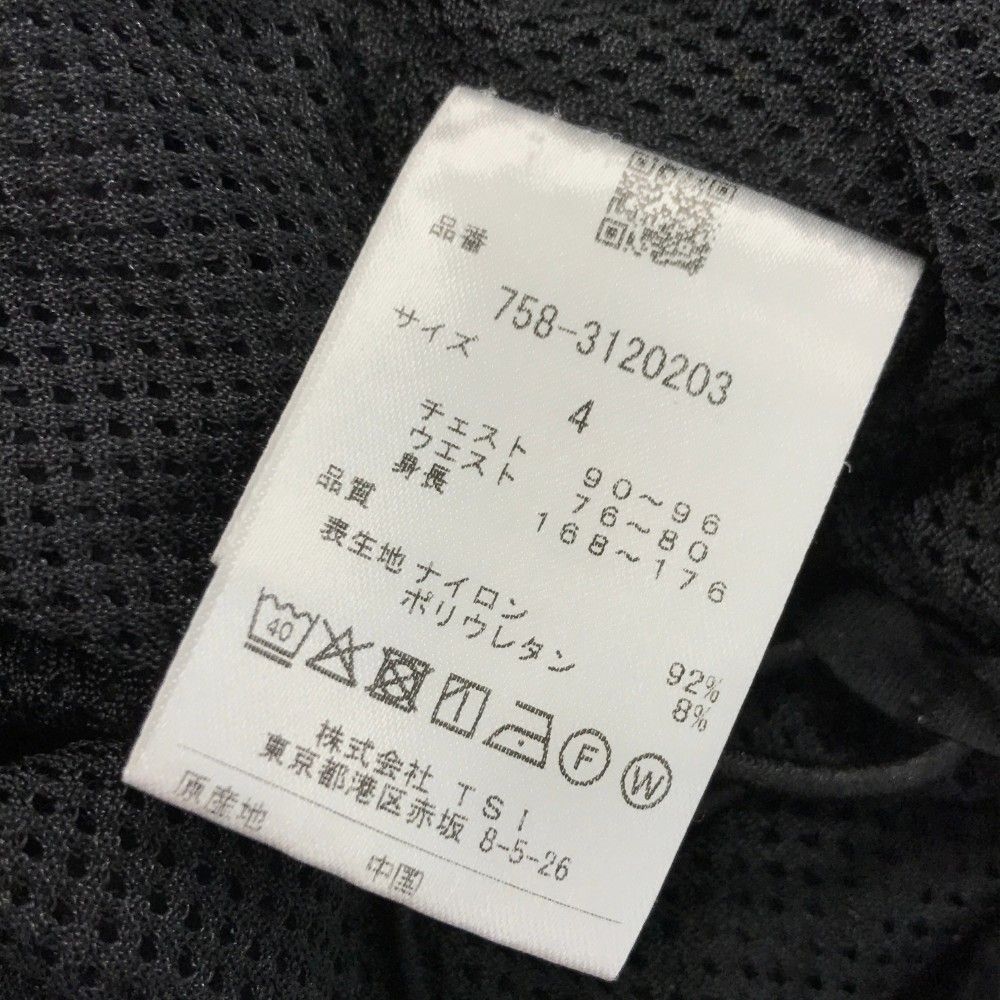 品番
758-3120203
サイズ
4
チェスト 90～96
ウエスト 76～80
身長 168～176
品質
表生地 ナイロン 92%
ポリウレタン 8%
40
F W
株式会社 TSI
東京都港区赤坂 8-5-26
原産地
中国